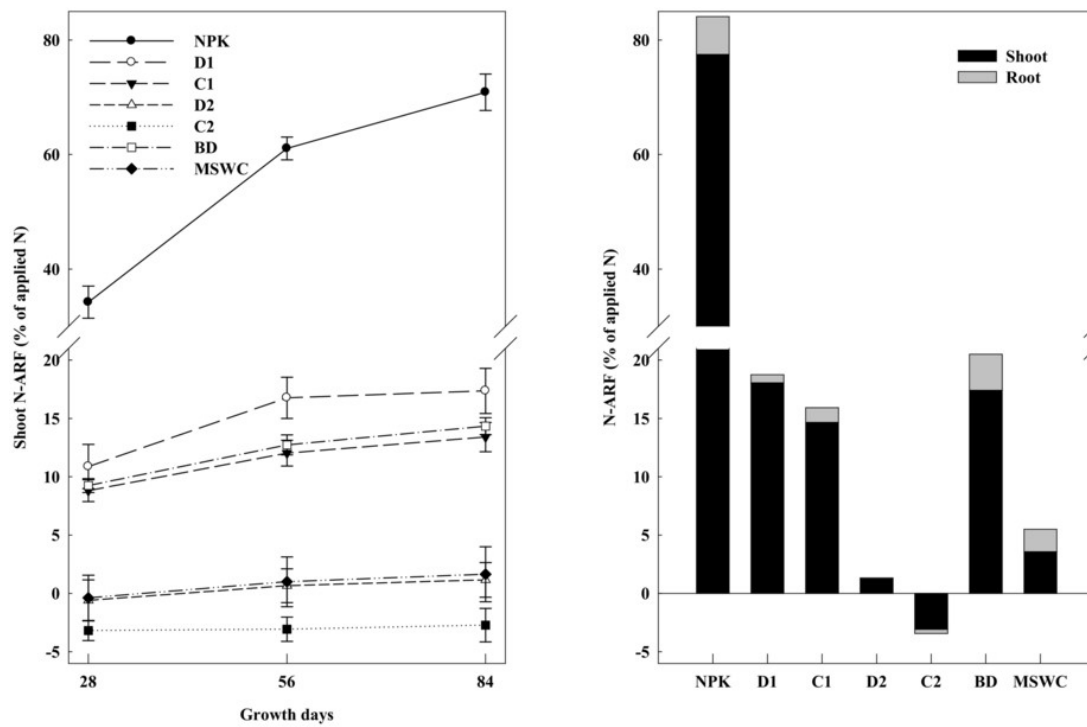 NPK
D1
C1
D2
C2
BD
MSWC
Shoot N-ARF (% of applied N)
80
60
40
20
15
10
5
0
-5
28 56 84
Growth days
Shoot
Root
N-ARF (% of applied N)
80
60
40
20
15
10
5
0
-5
NPK D1 C1 D2 C2 BD MSWC